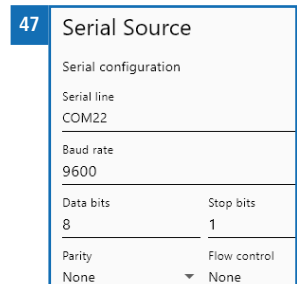 47
Serial Source
Serial configuration
Serial line
COM22
Baud rate
9600
Data bits Stop bits
8 1
Parity Flow control
None None